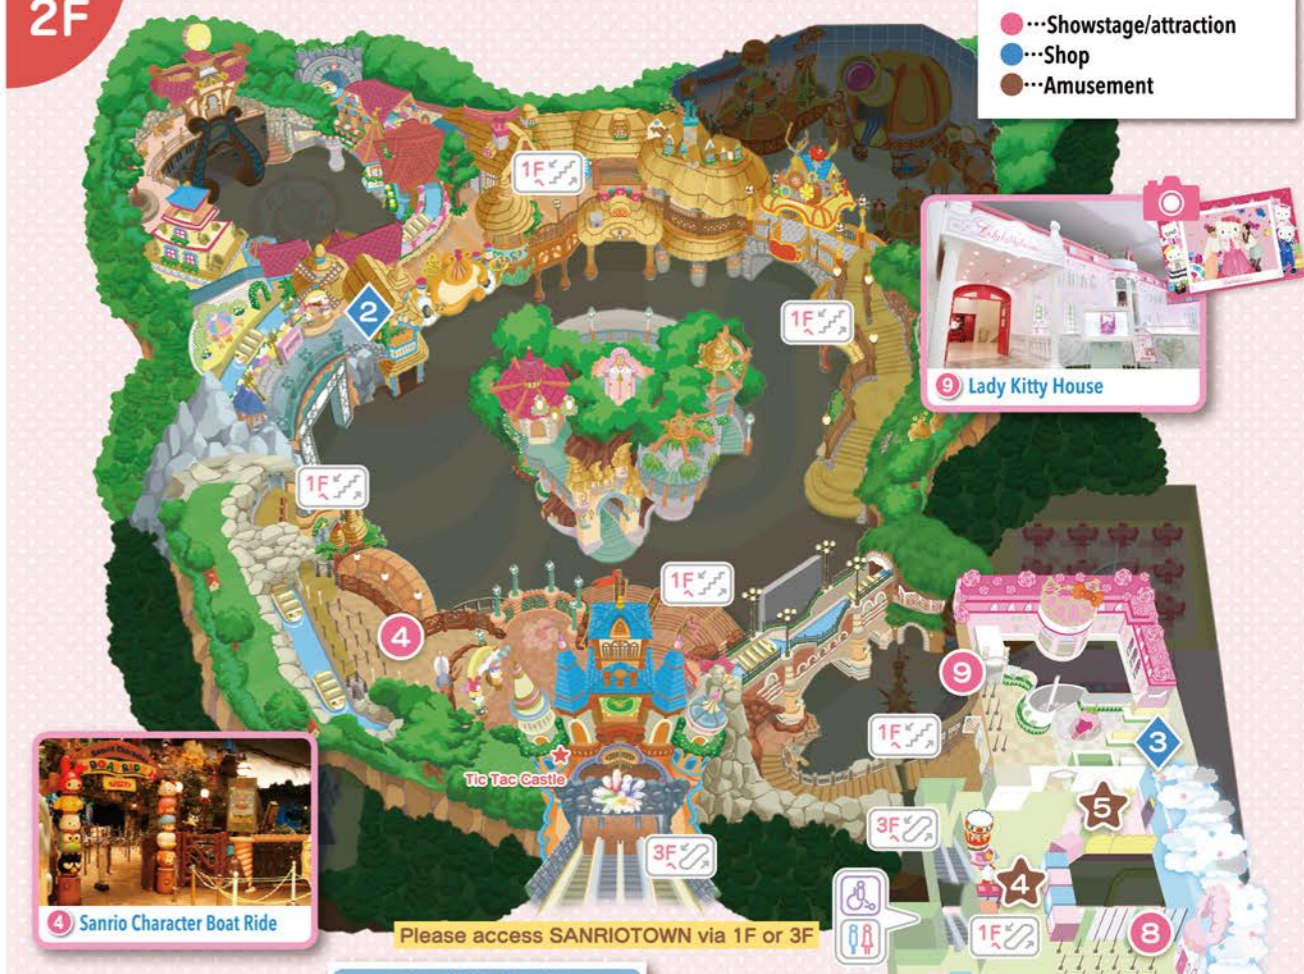 2F
···Showstage/attraction
···Shop
···Amusement
1F
1F
2
9 Lady Kitty House
1F
1F
4
9
1F
3
Tic Tac Castle
5
3F
3F
4
4 Sanrio Character Boat Ride
Please access SANRIOTOWN via 1F or 3F
1F
8